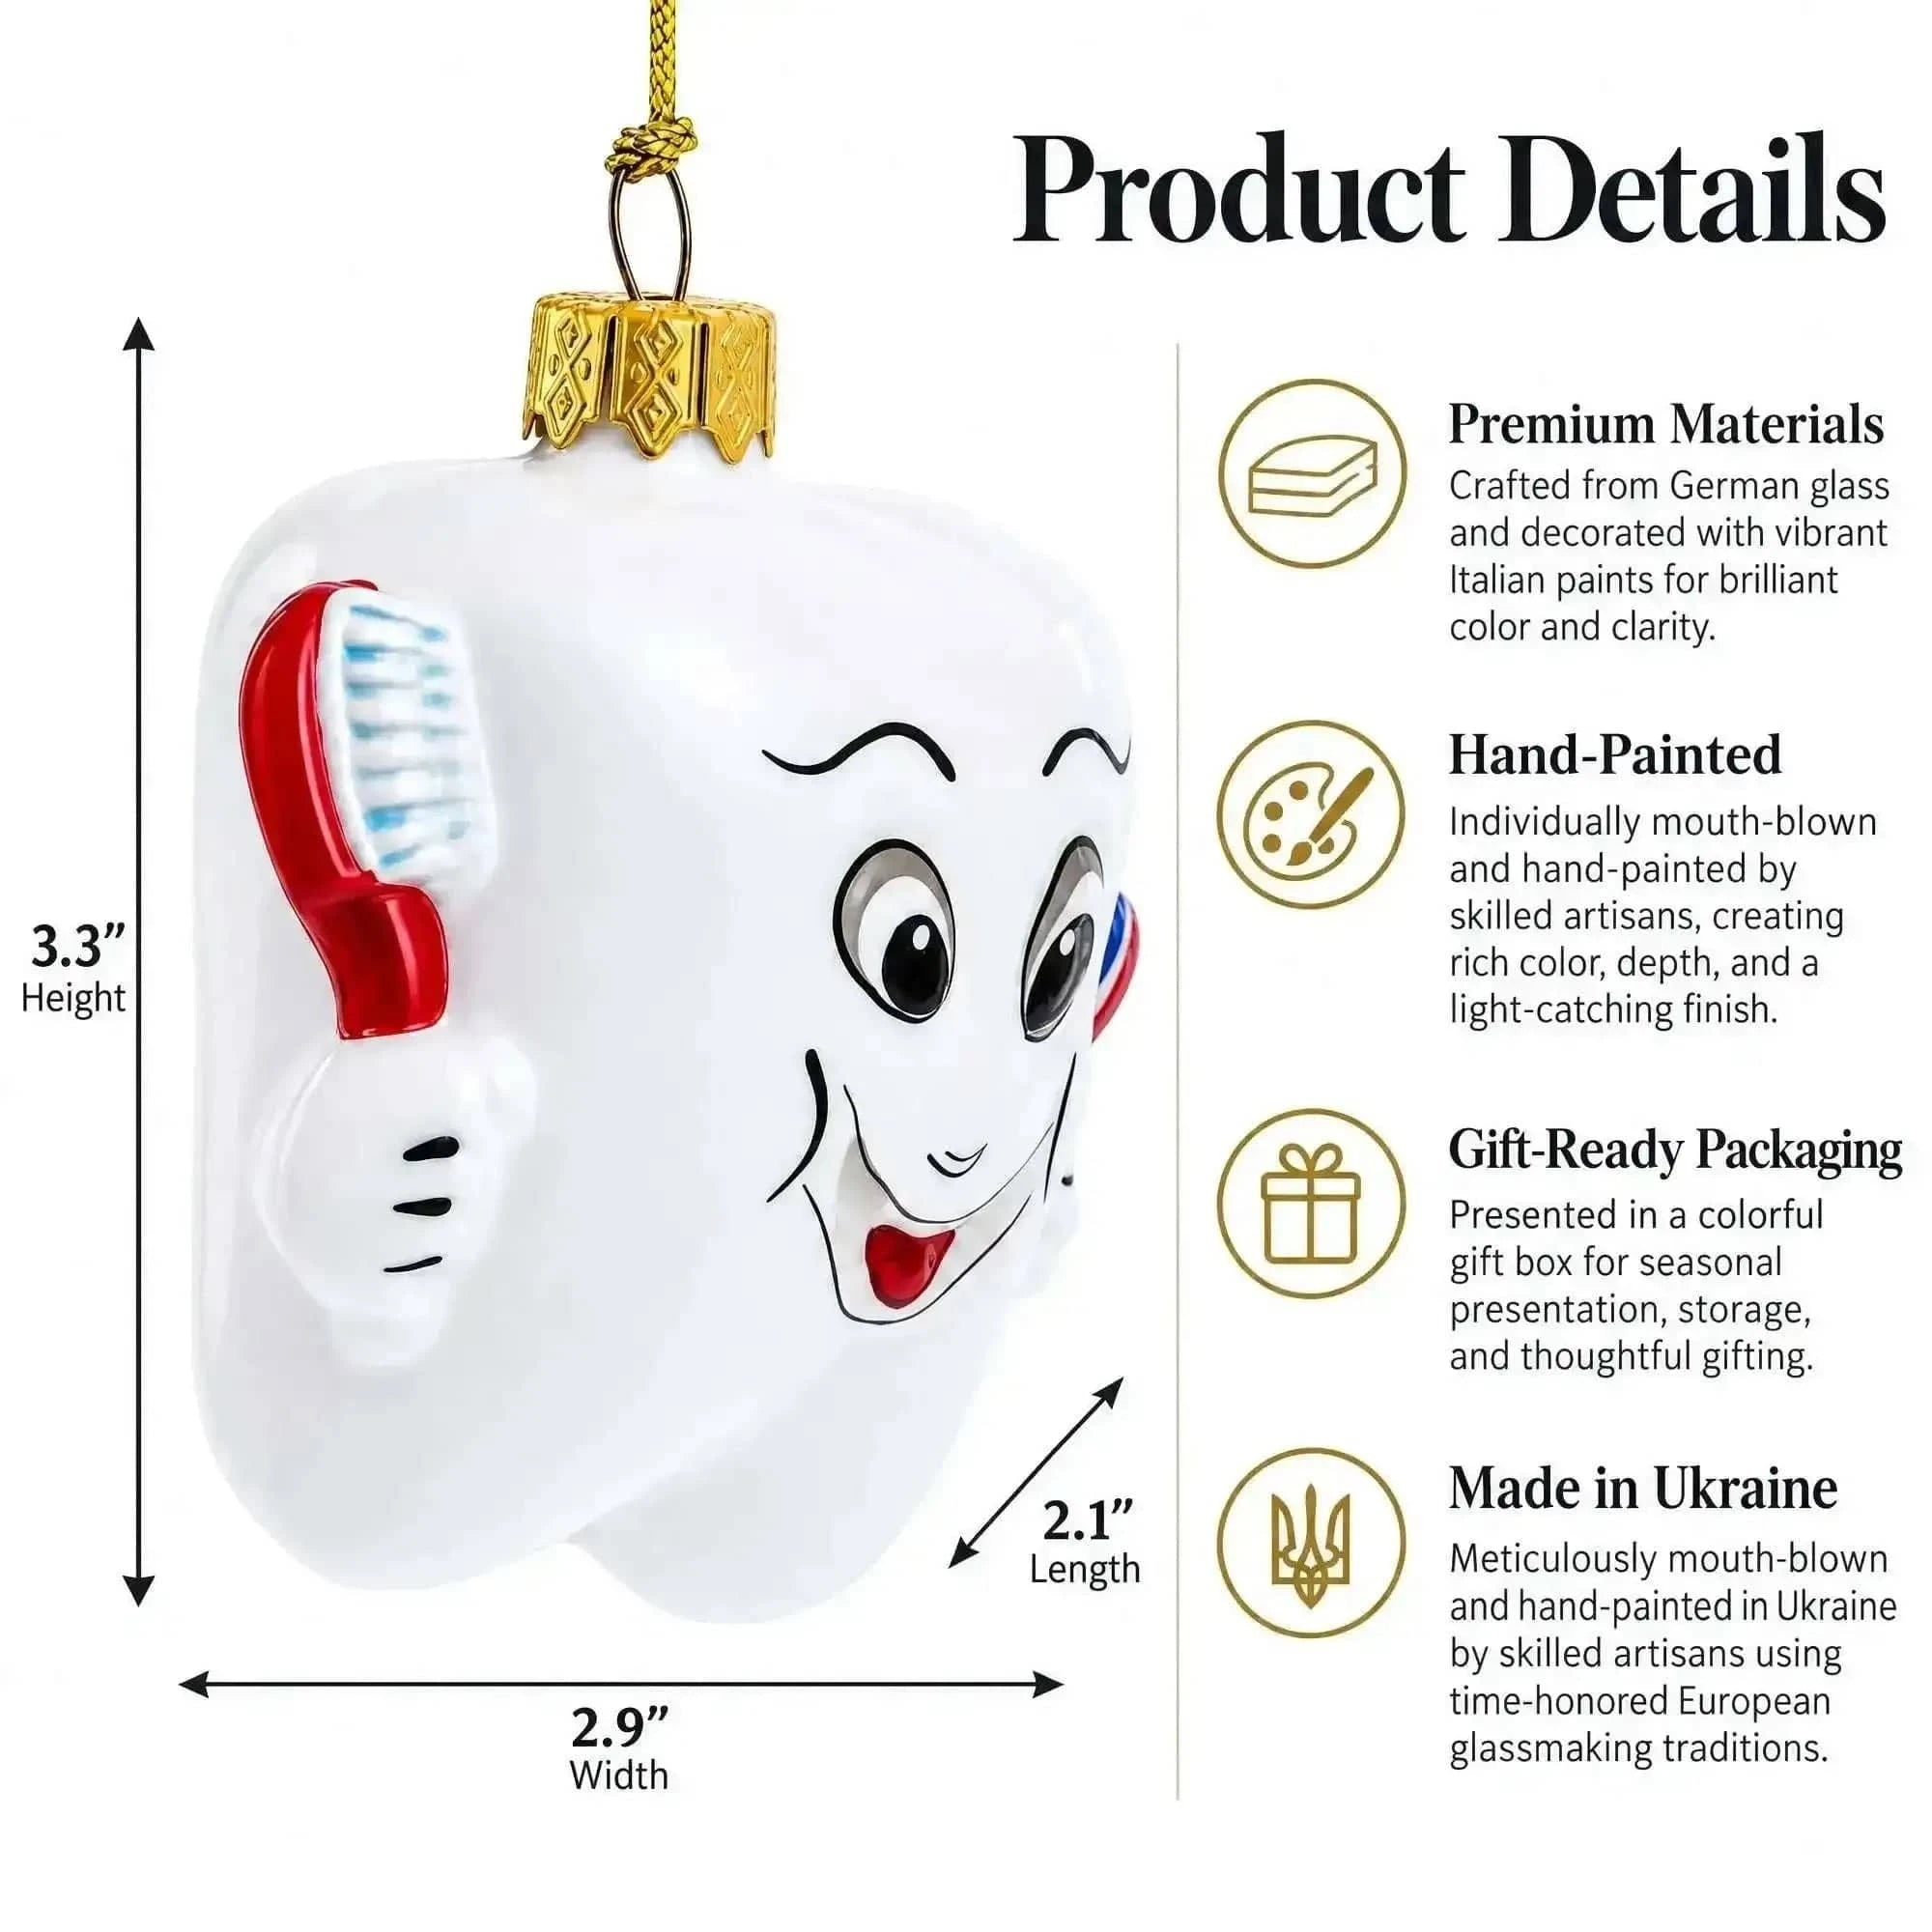 Product Details
3.3”
Height
2.9”
Width
2.1”
Length
Premium Materials
Crafted from German glass
and decorated with vibrant
Italian paints for brilliant
color and clarity.
Hand-Painted
Individually mouth-blown
and hand-painted by
skilled artisans, creating
rich color, depth, and a
light-catching finish.
Gift-Ready Packaging
Presented in a colorful
gift box for seasonal
presentation, storage,
and thoughtful gifting.
Made in Ukraine
Meticulously mouth-blown
and hand-painted in Ukraine
by skilled artisans using
time-honored European
glassmaking traditions.